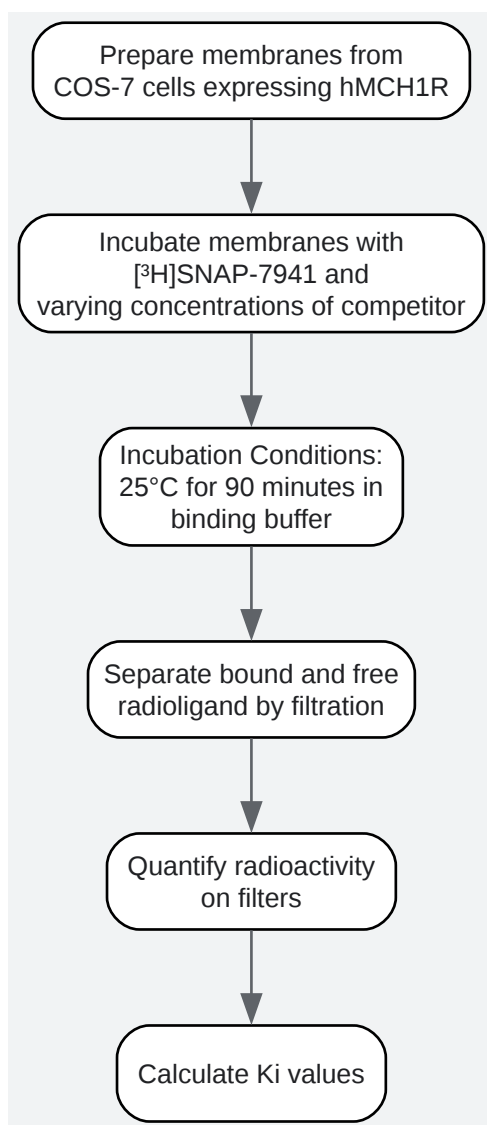 Prepare membranes from
COS-7 cells expressing hMCH1R
Incubate membranes with
[³H]SNAP-7941 and
varying concentrations of competitor
Incubation Conditions:
25°C for 90 minutes in
binding buffer
Separate bound and free
radioligand by filtration
Quantify radioactivity
on filters
Calculate Ki values